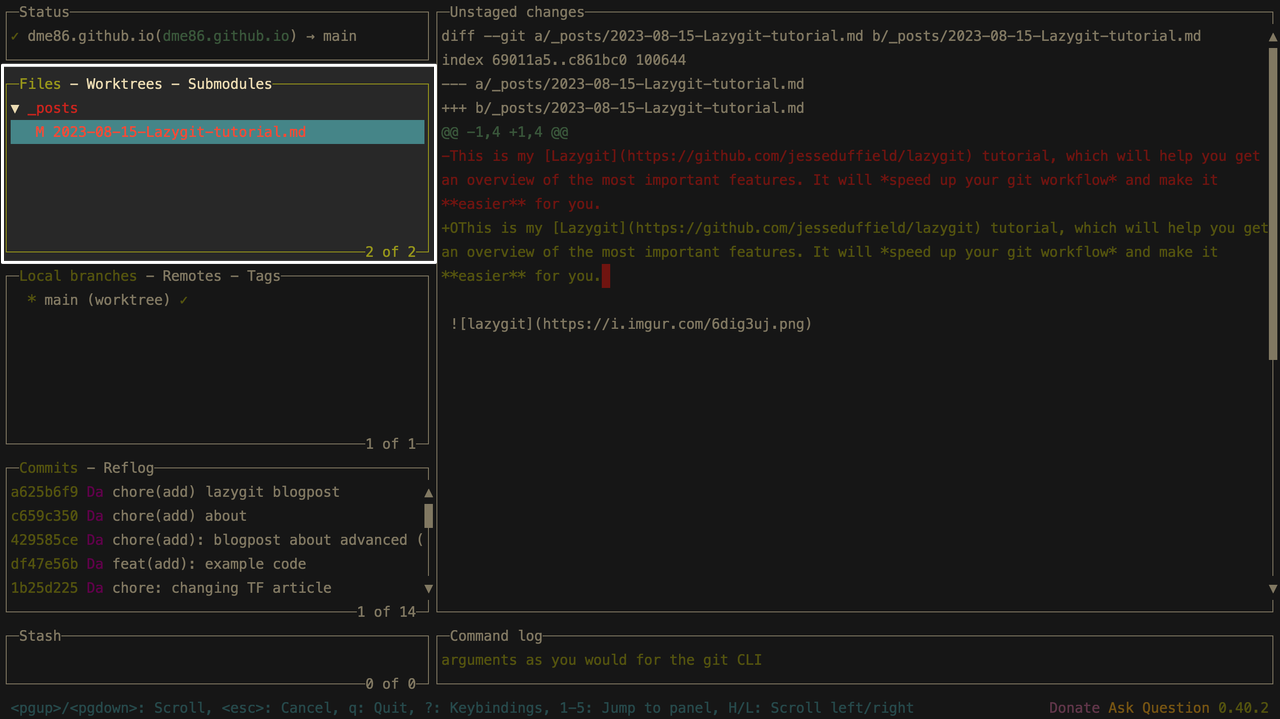 Status
✓ dme86.github.io(dme86.github.io) → main
Files - Worktrees - Submodules
▼ _posts
M 2023-08-15-Lazygit-tutorial.md
2 of 2
Local branches - Remotes - Tags
* main (worktree) ✓
1 of 1
Commits - Reflog
a625b6f9 Da chore(add) lazygit blogpost
c659c350 Da chore(add) about
429585ce Da chore(add): blogpost about advanced (
df47e56b Da feat(add): example code
1b25d225 Da chore: changing TF article
1 of 14
Stash
0 of 0
Unstaged changes
diff --git a/_posts/2023-08-15-Lazygit-tutorial.md b/_posts/2023-08-15-Lazygit-tutorial.md
index 69011a5..c861bc0 100644
--- a/_posts/2023-08-15-Lazygit-tutorial.md
+++ b/_posts/2023-08-15-Lazygit-tutorial.md
@@ -1,4 +1,4 @@
-This is my [Lazygit](https://github.com/jesseduffield/lazygit) tutorial, which will help you get
an overview of the most important features. It will *speed up your git workflow* and make it
**easier** for you.
+OThis is my [Lazygit](https://github.com/jesseduffield/lazygit) tutorial, which will help you get
an overview of the most important features. It will *speed up your git workflow* and make it
**easier** for you.
![lazygit](https://i.imgur.com/6dig3uj.png)
Command log
arguments as you would for the git CLI
<pgup>/<pgdown>: Scroll, <esc>: Cancel, q: Quit, ?: Keybindings, 1-5: Jump to panel, H/L: Scroll left/right
Donate Ask Question 0.40.2